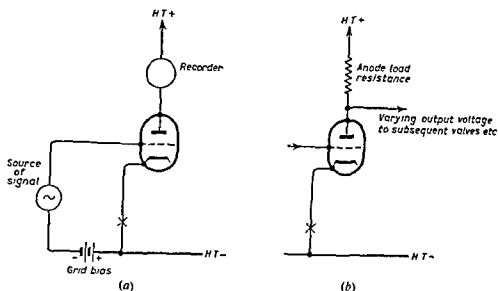 HT+
Recorder
Source
of
signal
- +
Grid bias
HT-
(a)
HT+
Anode load
resistance
Varying output voltage
to subsequent valves etc
HT-
(b)